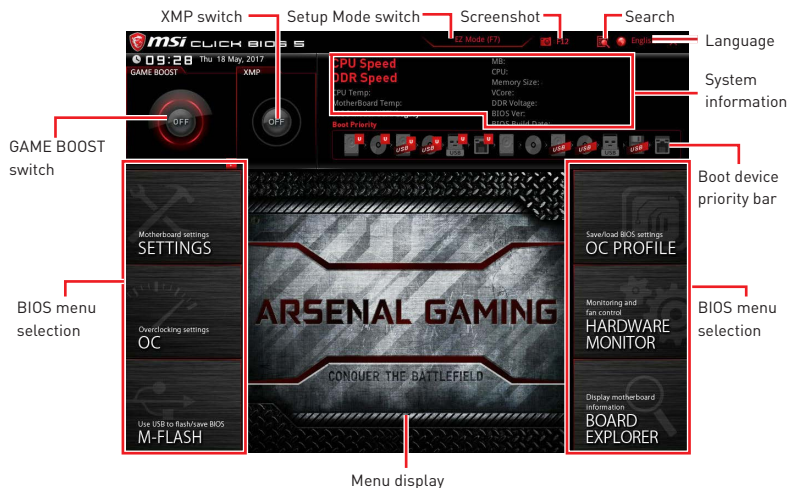 XMP switch
Setup Mode switch
Screenshot
Search
Language
msi CLICK BIOS 5
EZ Mode (F7)
F12
English
09:28 Thu 18 May, 2017
GAME BOOST
XMP
OFF
OFF
CPU Speed
DDR Speed
CPU Temp:
MotherBoard Temp:
MB:
CPU:
Memory Size:
VCore:
DDR Voltage:
BIOS Ver:
BIOS Build Date:
System
information
Boot Priority
U U U U U U
USB USB USB USB USB USB USB
GAME BOOST
switch
Boot device
priority bar
Motherboard settings
SETTINGS
Overclocking settings
OC
Use USB to flash/save BIOS
M-FLASH
BIOS menu
selection
ARSENAL GAMING
CONQUER THE BATTLEFIELD
Save/load BIOS settings
OC PROFILE
Monitoring and
fan control
HARDWARE
MONITOR
Display motherboard
information
BOARD
EXPLORER
BIOS menu
selection
Menu display